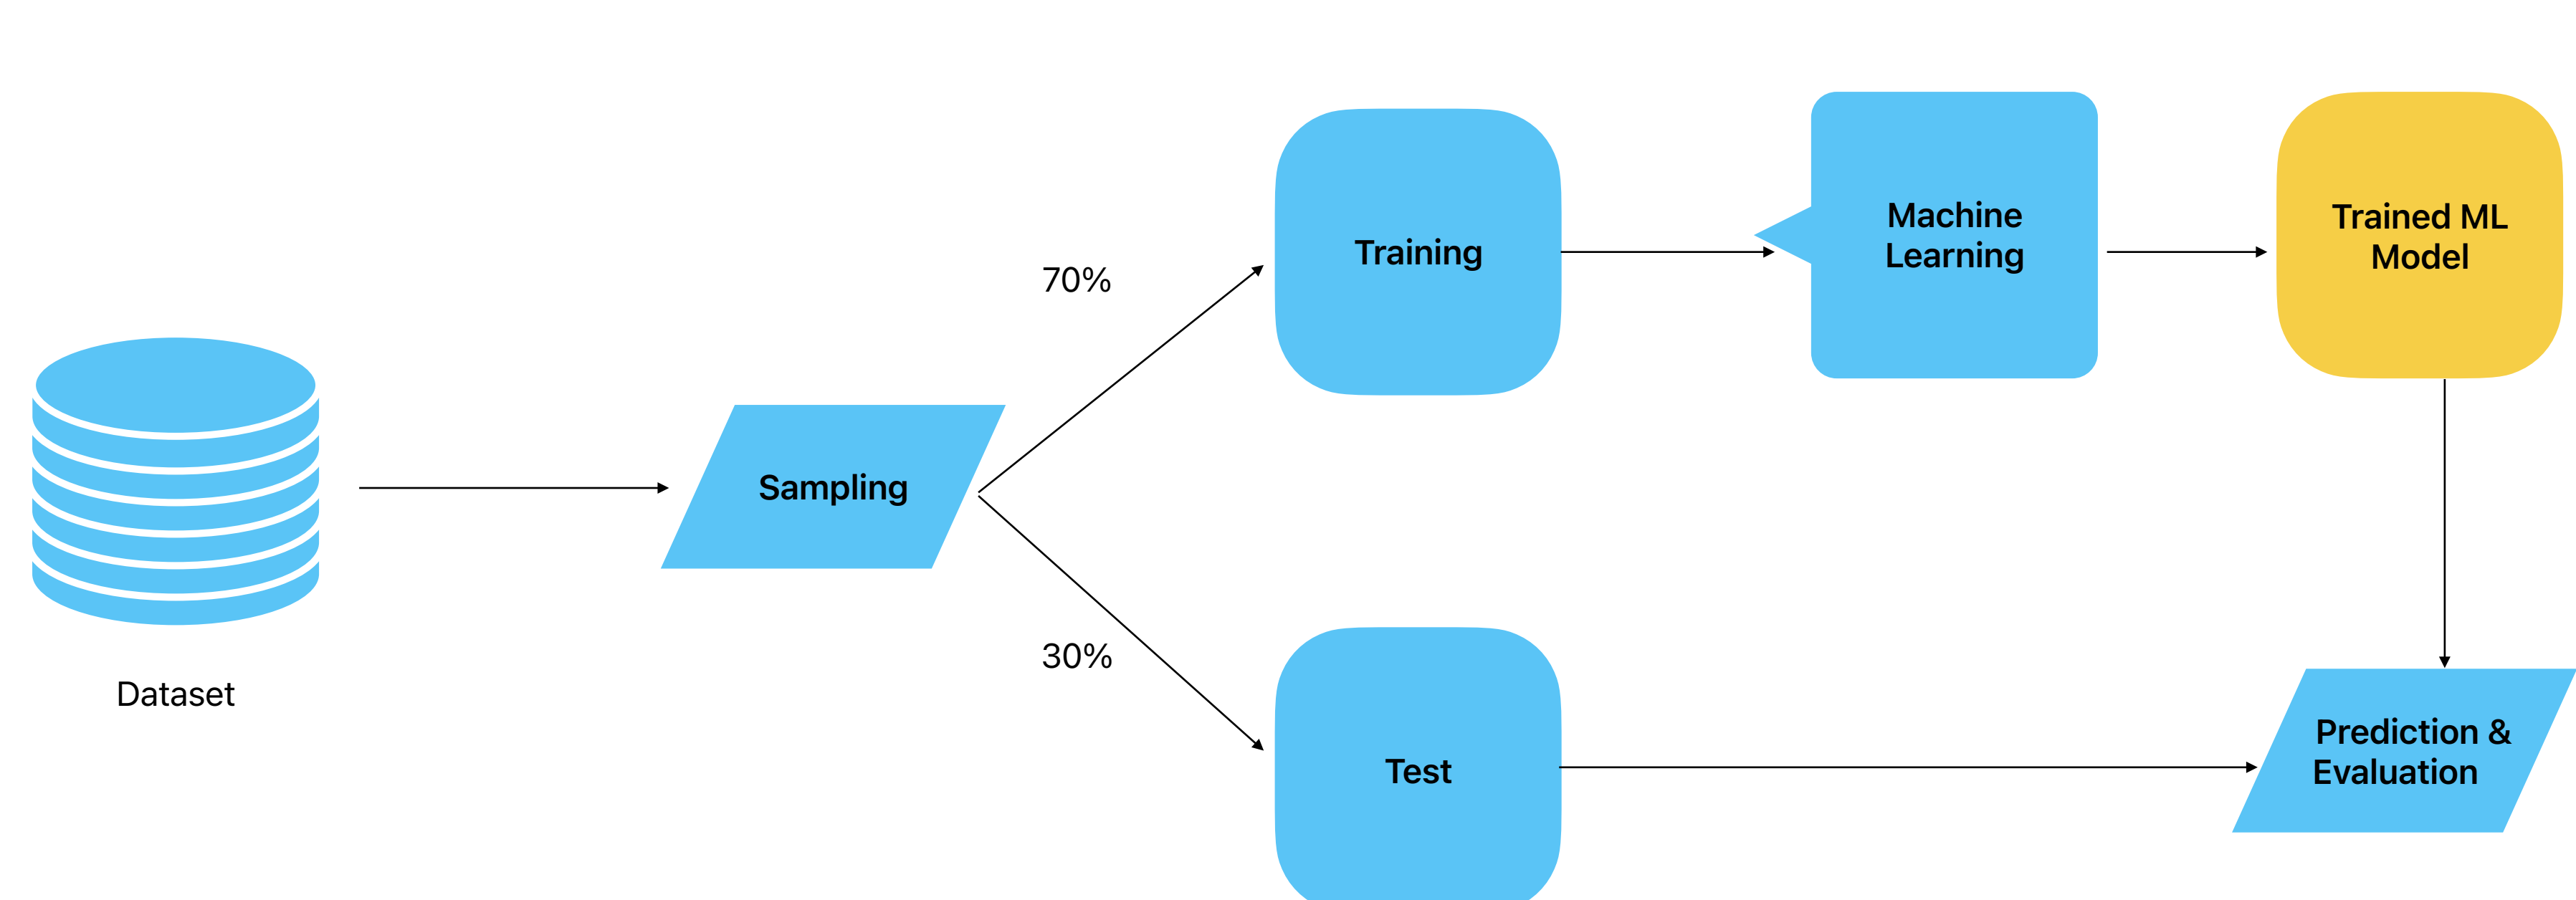 Dataset
Sampling
70%
30%
Training
Machine
Learning
Trained ML
Model
Test
Prediction &
Evaluation